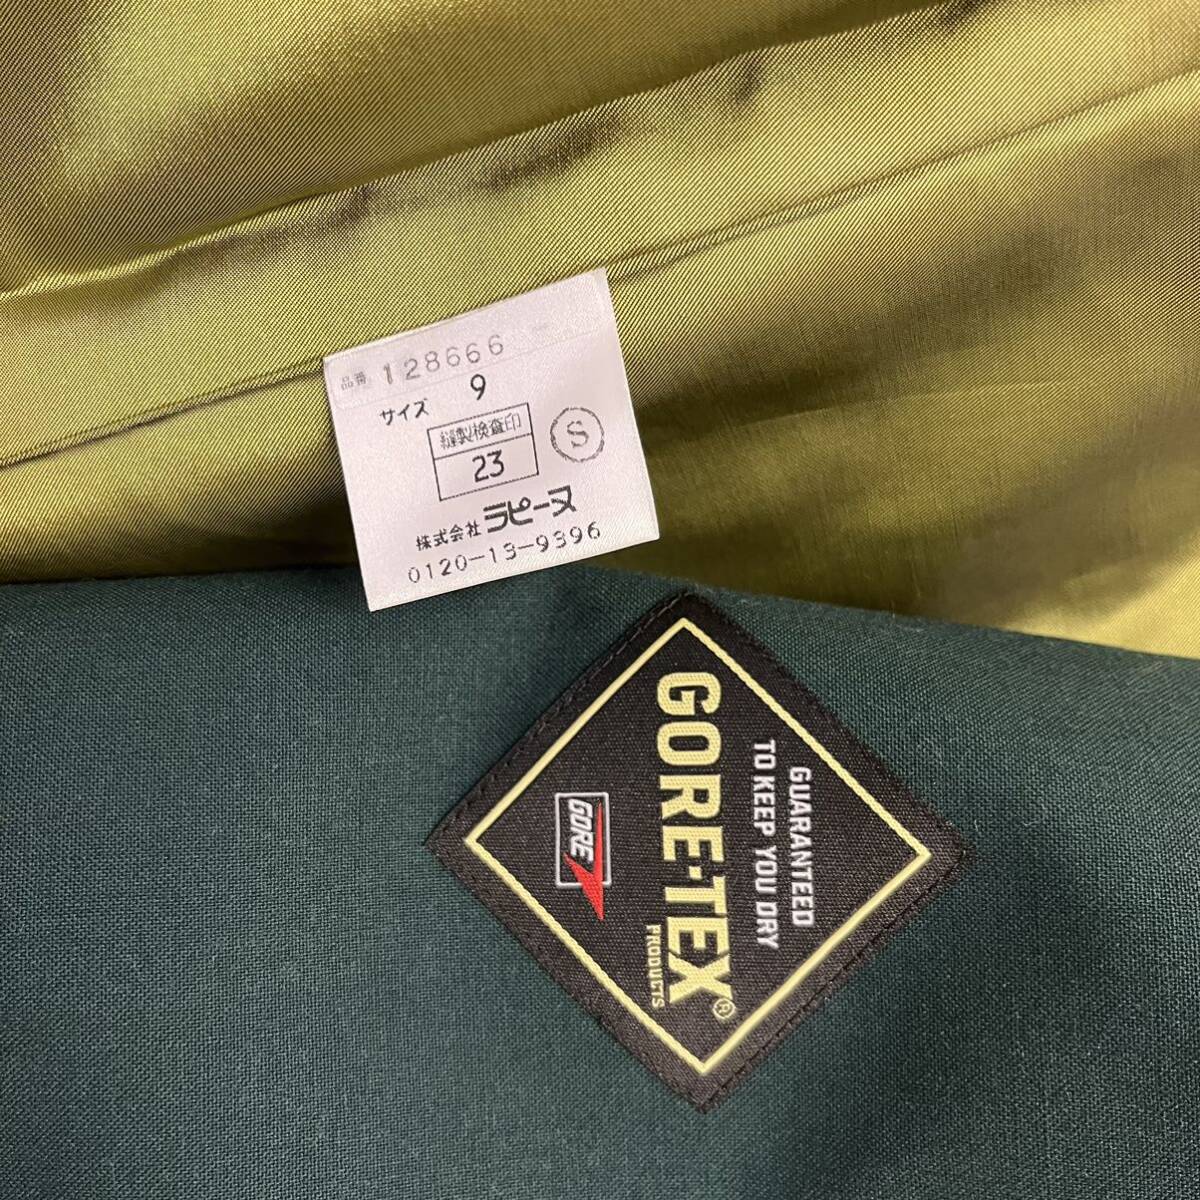 品番 128666 -
サイズ 9
縫製検査印
23
S
株式会社 ラピーヌ
0120-13-9396
GUARANTEED
TO KEEP YOU DRY
GORE-TEX®
PRODUCTS
GORE